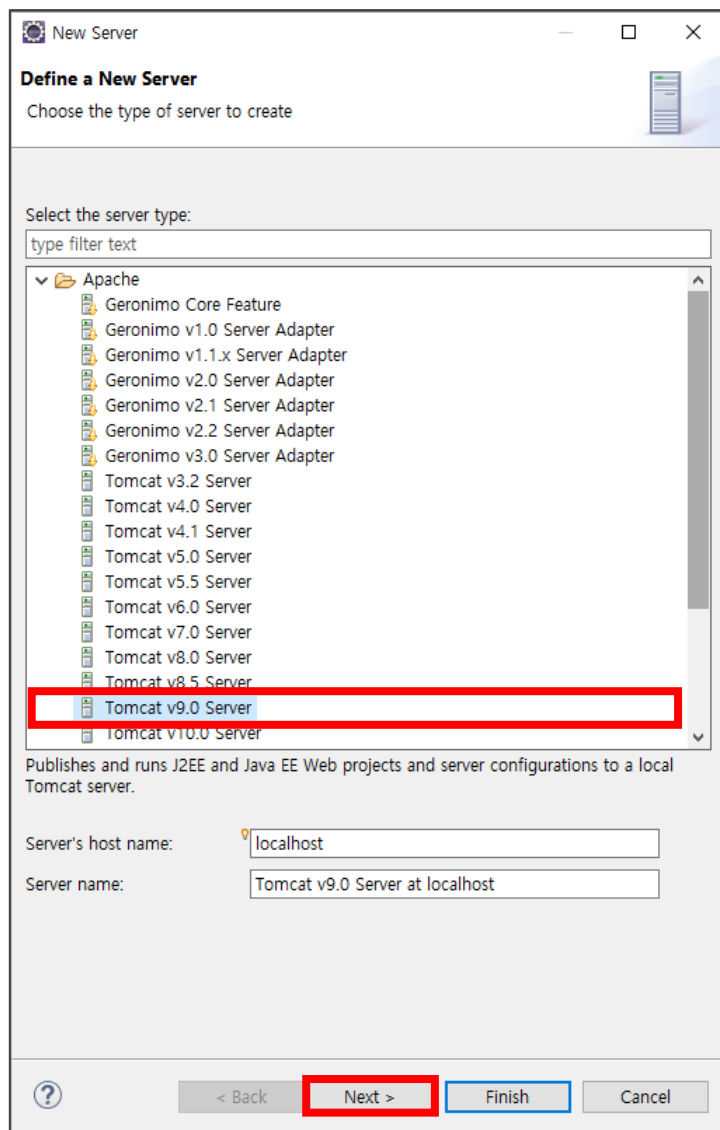 New Server
Define a New Server
Choose the type of server to create
Select the server type:
type filter text
Apache
Geronimo Core Feature
Geronimo v1.0 Server Adapter
Geronimo v1.1.x Server Adapter
Geronimo v2.0 Server Adapter
Geronimo v2.1 Server Adapter
Geronimo v2.2 Server Adapter
Geronimo v3.0 Server Adapter
Tomcat v3.2 Server
Tomcat v4.0 Server
Tomcat v4.1 Server
Tomcat v5.0 Server
Tomcat v5.5 Server
Tomcat v6.0 Server
Tomcat v7.0 Server
Tomcat v8.0 Server
Tomcat v8.5 Server
Tomcat v9.0 Server
Tomcat v10.0 Server
Publishes and runs J2EE and Java EE Web projects and server configurations to a local
Tomcat server.
Server's host name: localhost
Server name: Tomcat v9.0 Server at localhost
? < Back Next > Finish Cancel